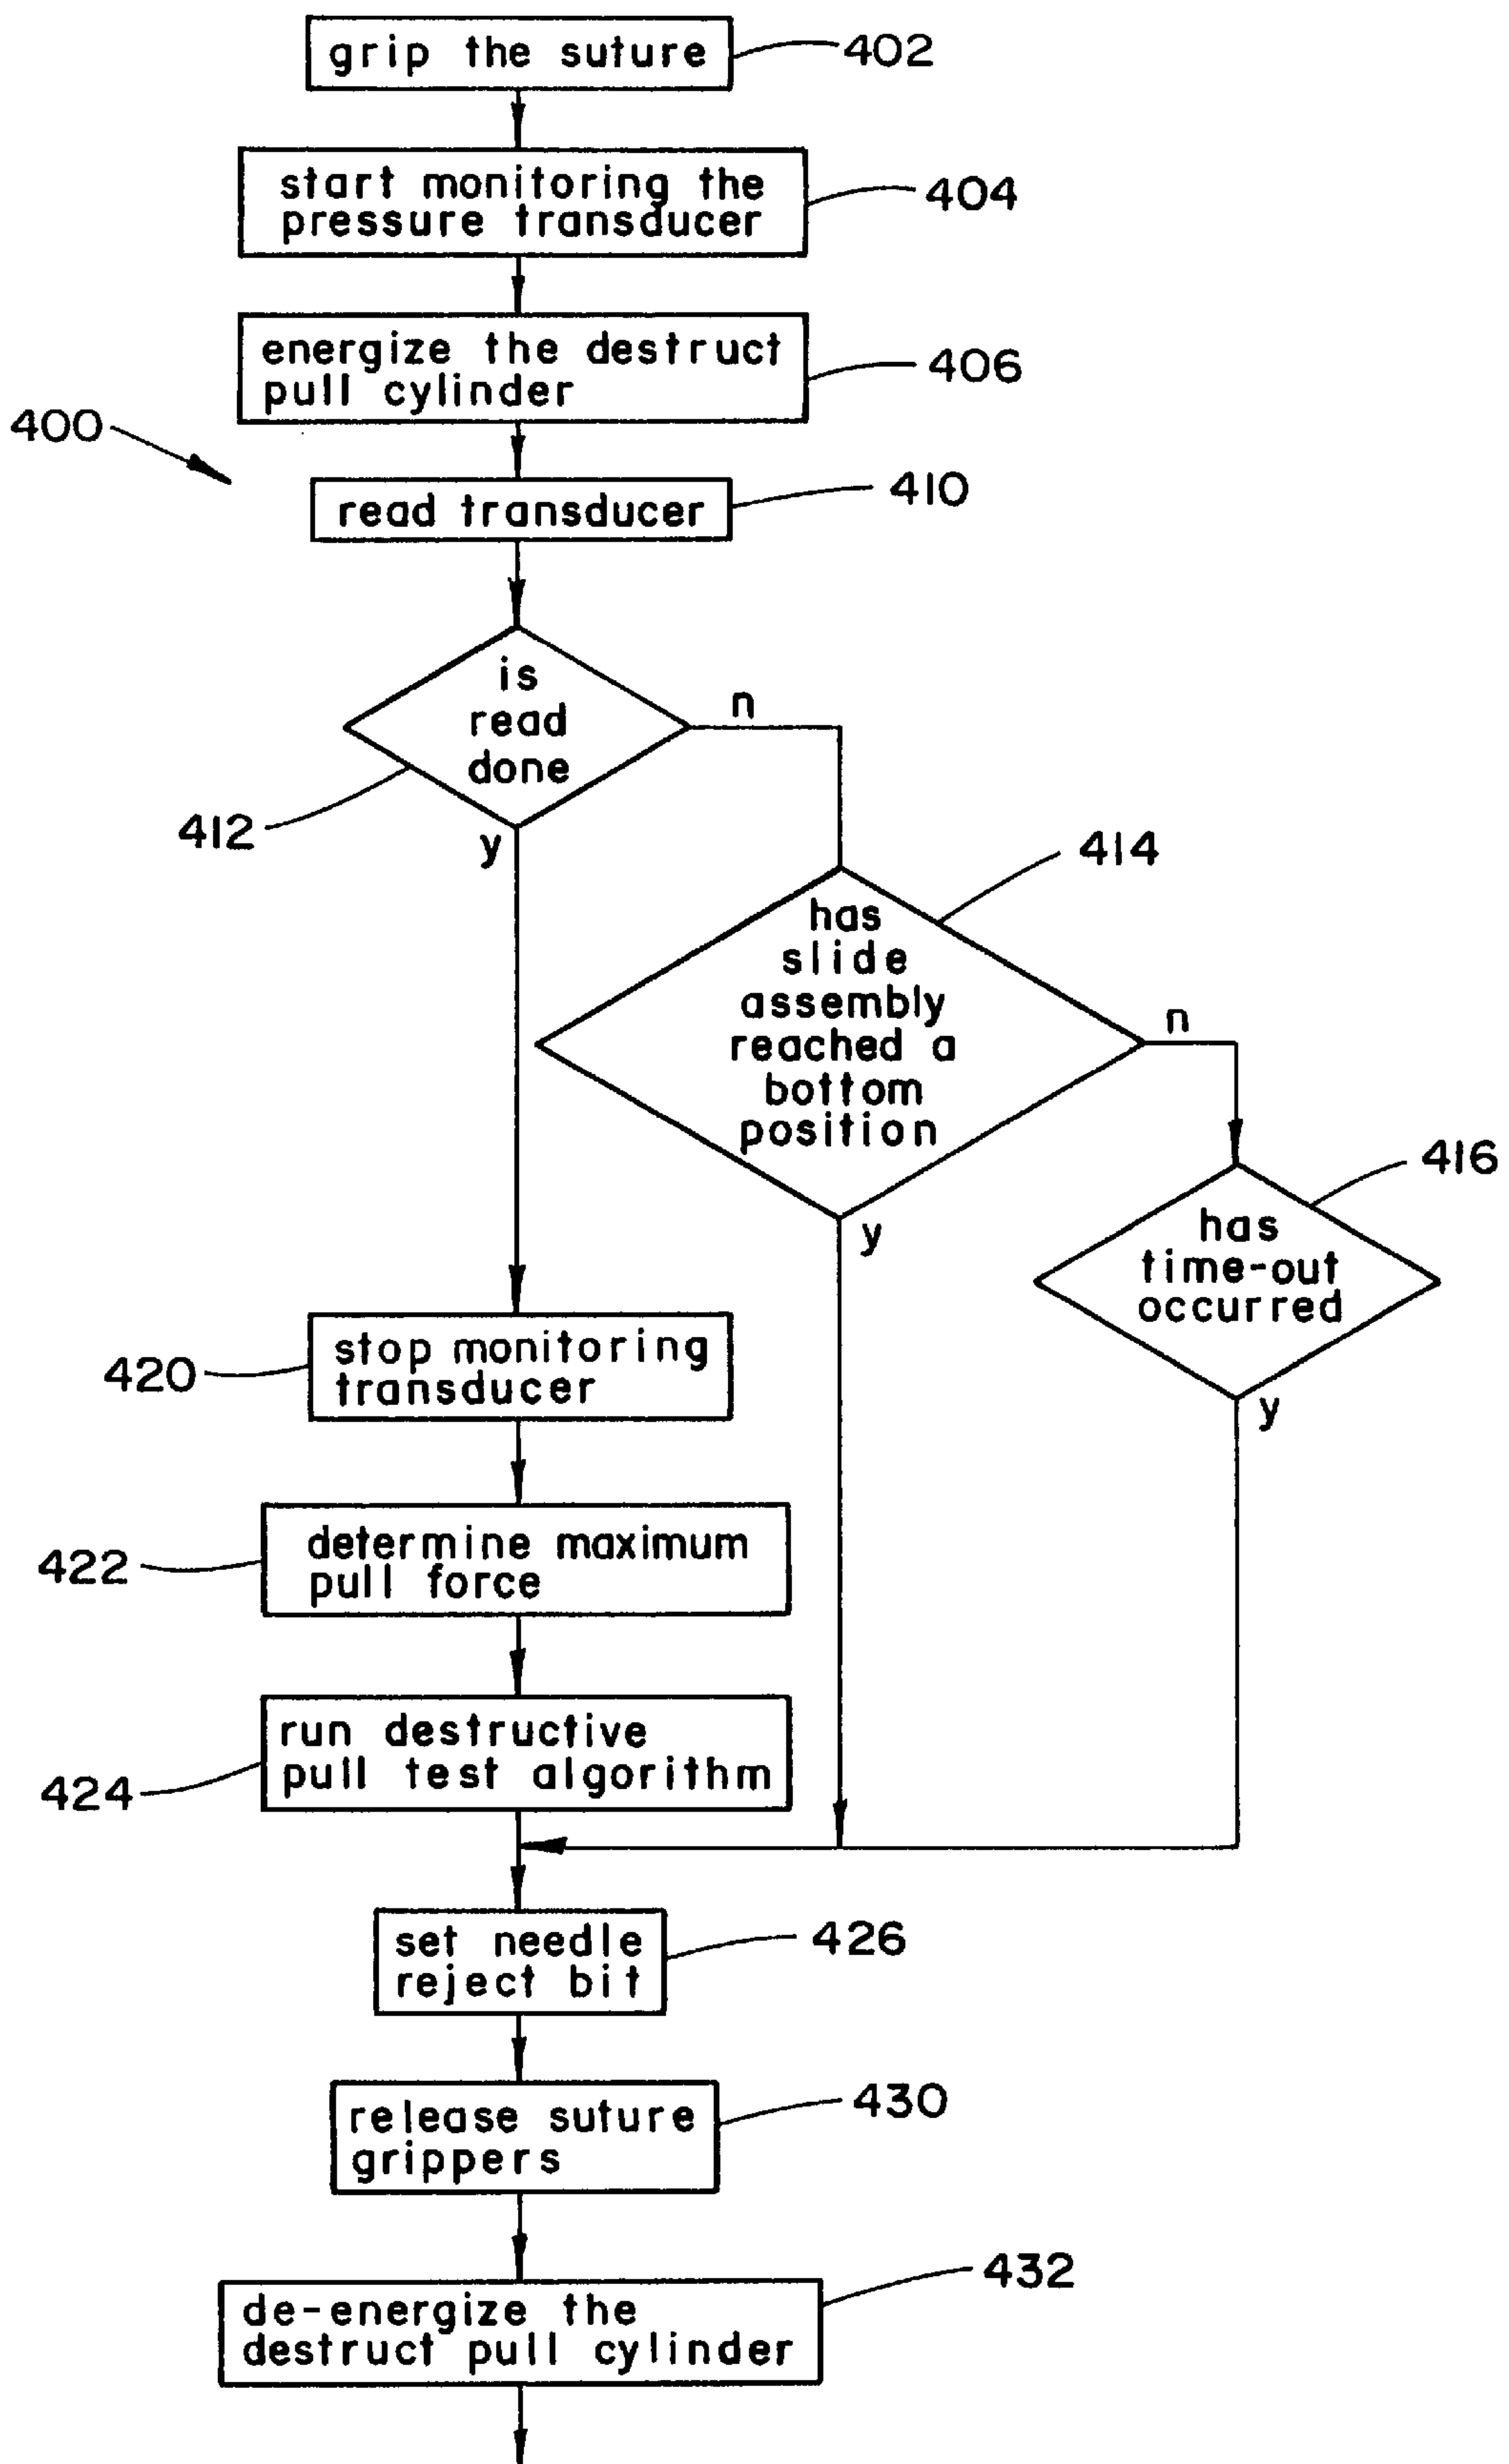 grip the suture
402
start monitoring the
pressure transducer
404
energize the destruct
pull cylinder
406
400
read transducer
410
is
read
done
n
412
y
has
slide
assembly
reached a
bottom
position
414
n
y
has
time-out
occurred
416
y
stop monitoring
transducer
420
determine maximum
pull force
422
run destructive
pull test algorithm
424
set needle
reject bit
426
release suture
grippers
430
de-energize the
destruct pull cylinder
432